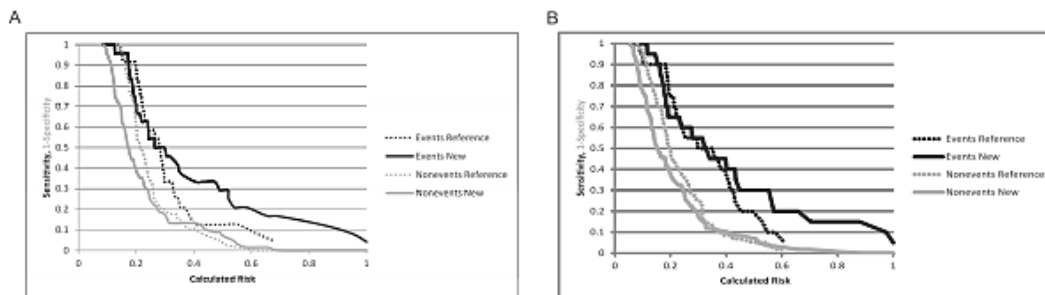 A
1
0.9
0.8
0.7
0.6
0.5
0.4
0.3
0.2
0.1
0
Sensitivity, 1-Specificity
0 0.2 0.4 0.6 0.8 1
Calculated Risk
Events Reference
Events New
Nonevents Reference
Nonevents New
B
1
0.9
0.8
0.7
0.6
0.5
0.4
0.3
0.2
0.1
0
Sensitivity, 1-Specificity
0 0.2 0.4 0.6 0.8 1
Calculated Risk
Events Reference
Events New
Nonevents Reference
Nonevents New